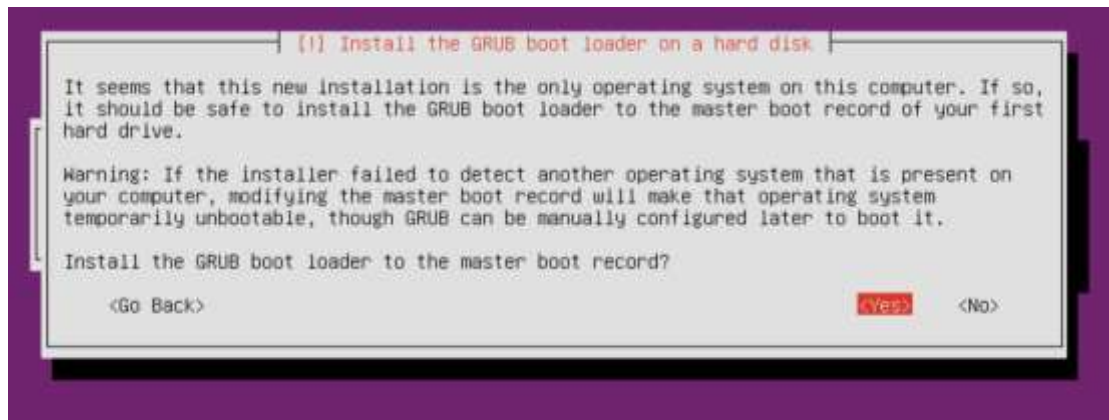 [!] Install the GRUB boot loader on a hard disk
It seems that this new installation is the only operating system on this computer. If so,
it should be safe to install the GRUB boot loader to the master boot record of your first
hard drive.
Warning: If the installer failed to detect another operating system that is present on
your computer, modifying the master boot record will make that operating system
temporarily unbootable, though GRUB can be manually configured later to boot it.
Install the GRUB boot loader to the master boot record?
<Go Back> <Yes> <No>